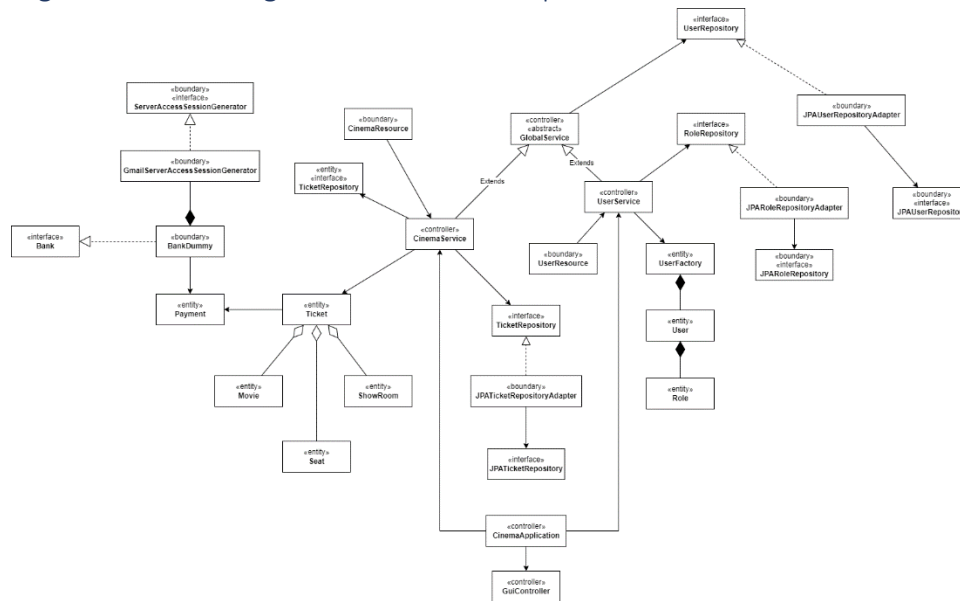 «interface»
UserRepository
«boundary»
«interface»
ServerAccessSessionGenerator
«boundary»
CinemaResource
«controller»
«abstract»
GlobalService
«interface»
RoleRepository
«boundary»
JPAUserRepositoryAdapter
«boundary»
GmailServerAccessSessionGenerator
«entity»
«interface»
TicketRepository
Extends
Extends
«controller»
UserService
«boundary»
JPARoleRepositoryAdapter
«boundary»
«interface»
JPAUserRepository
«interface»
Bank
«boundary»
BankDummy
«controller»
CinemaService
«boundary»
UserResource
«entity»
UserFactory
«boundary»
«interface»
JPARoleRepository
«entity»
Payment
«entity»
Ticket
«interface»
TicketRepository
«entity»
User
«entity»
Movie
«entity»
ShowRoom
«boundary»
JPATicketRepositoryAdapter
«entity»
Role
«entity»
Seat
«interface»
JPATicketRepository
«controller»
CinemaApplication
«controller»
GuiController